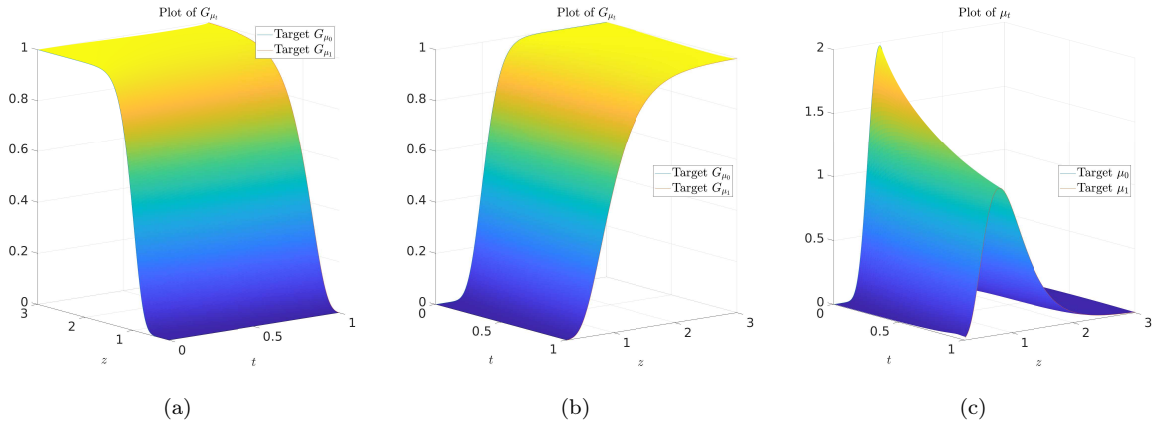 Plot of G_{μ_t}
Target G_{μ_0}
Target G_{μ_1}
1
0.8
0.6
0.4
0.2
0
3
2
1
z
0
0.5
1
t
(a)
Plot of G_{μ_t}
Target G_{μ_0}
Target G_{μ_1}
1
0.8
0.6
0.4
0.2
0
0.5
1
t
1
2
3
z
(b)
Plot of μ_t
Target μ_0
Target μ_1
2
1.5
1
0.5
0
0.5
1
t
1
2
3
z
(c)